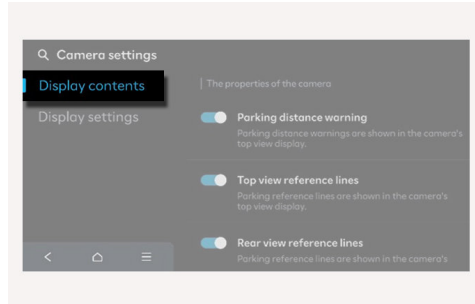 Camera settings
Display contents
Display settings
The properties of the camera
Parking distance warning
Parking distance warnings are shown in the camera's
top view display.
Top view reference lines
Parking reference lines are shown in the camera's
top view display.
Rear view reference lines
Parking reference lines are shown in the camera's